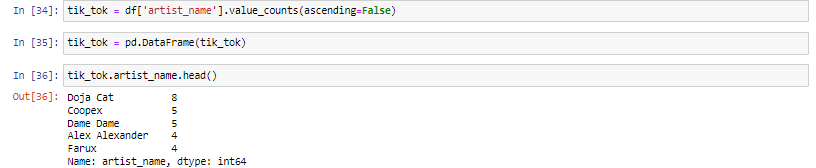 In [34]: tik_tok = df['artist_name'].value_counts(ascending=False)
In [35]: tik_tok = pd.DataFrame(tik_tok)
In [36]: tik_tok.artist_name.head()
Out[36]: Doja Cat          8
Coopex            5
Dame Dame         5
Alex Alexander    4
Farux             4
Name: artist_name, dtype: int64